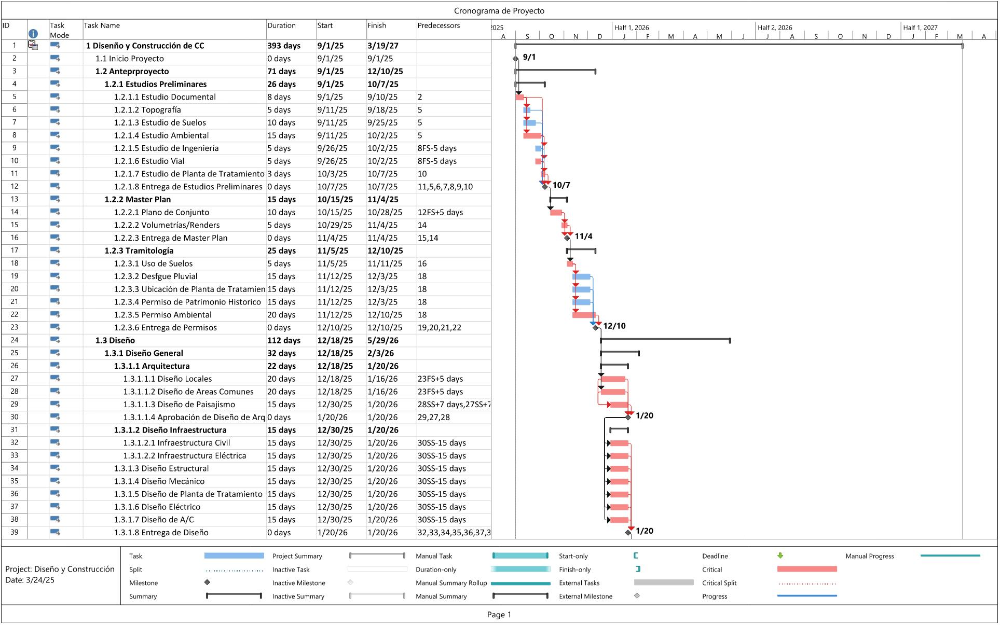 Cronograma de Proyecto
ID Task Mode Task Name Duration Start Finish Predecessors
2025 Half 1, 2026 Half 2, 2026 Half 1, 2027
A S O N D J F M A M J J A S O N D J F M A
1 1 Disenño y Construcción de CC 393 days 9/1/25 3/19/27
2 1.1 Inicio Proyecto 0 days 9/1/25 9/1/25 9/1
3 1.2 Anteprproyecto 71 days 9/1/25 12/10/25
4 1.2.1 Estudios Preliminares 26 days 9/1/25 10/7/25
5 1.2.1.1 Estudio Documental 8 days 9/1/25 9/10/25 2
6 1.2.1.2 Topografía 5 days 9/11/25 9/18/25 5
7 1.2.1.3 Estudio de Suelos 10 days 9/11/25 9/25/25 5
8 1.2.1.4 Estudio Ambiental 15 days 9/11/25 10/2/25 5
9 1.2.1.5 Estudio de Ingeniería 5 days 9/26/25 10/2/25 8FS-5 days
10 1.2.1.6 Estudio Vial 5 days 9/26/25 10/2/25 8FS-5 days
11 1.2.1.7 Estudio de Planta de Tratamiento 3 days 10/3/25 10/7/25 10
12 1.2.1.8 Entrega de Estudios Preliminares 0 days 10/7/25 10/7/25 11,5,6,7,8,9,10 10/7
13 1.2.2 Master Plan 15 days 10/15/25 11/4/25
14 1.2.2.1 Plano de Conjunto 10 days 10/15/25 10/28/25 12FS+5 days
15 1.2.2.2 Volumetrías/Renders 5 days 10/29/25 11/4/25 14
16 1.2.2.3 Entrega de Master Plan 0 days 11/4/25 11/4/25 15,14 11/4
17 1.2.3 Tramitología 25 days 11/5/25 12/10/25
18 1.2.3.1 Uso de Suelos 5 days 11/5/25 11/11/25 16
19 1.2.3.2 Desfgue Pluvial 15 days 11/12/25 12/3/25 18
20 1.2.3.3 Ubicación de Planta de Tratamien 15 days 11/12/25 12/3/25 18
21 1.2.3.4 Permiso de Patrimonio Historico 15 days 11/12/25 12/3/25 18
22 1.2.3.5 Permiso Ambiental 20 days 11/12/25 12/10/25 18
23 1.2.3.6 Entrega de Permisos 0 days 12/10/25 12/10/25 19,20,21,22 12/10
24 1.3 Diseño 112 days 12/18/25 5/29/26
25 1.3.1 Diseño General 32 days 12/18/25 2/3/26
26 1.3.1.1 Arquitectura 22 days 12/18/25 1/20/26
27 1.3.1.1.1 Diseño Locales 20 days 12/18/25 1/16/26 23FS+5 days
28 1.3.1.1.2 Diseño de Areas Comunes 20 days 12/18/25 1/16/26 23FS+5 days
29 1.3.1.1.3 Diseño de Paisajismo 15 days 12/30/25 1/20/26 28SS+7 days,27SS+7
30 1.3.1.1.4 Aprobación de Diseño de Arq 0 days 1/20/26 1/20/26 29,27,28 1/20
31 1.3.1.2 Diseño Infraestructura 15 days 12/30/25 1/20/26
32 1.3.1.2.1 Infraestructura Civil 15 days 12/30/25 1/20/26 30SS-15 days
33 1.3.1.2.2 Infraestructura Eléctrica 15 days 12/30/25 1/20/26 30SS-15 days
34 1.3.1.3 Diseño Estructural 15 days 12/30/25 1/20/26 30SS-15 days
35 1.3.1.4 Diseño Mecánico 15 days 12/30/25 1/20/26 30SS-15 days
36 1.3.1.5 Diseño de Planta de Tratamiento 15 days 12/30/25 1/20/26 30SS-15 days
37 1.3.1.6 Diseño Eléctrico 15 days 12/30/25 1/20/26 30SS-15 days
38 1.3.1.7 Diseño de A/C 15 days 12/30/25 1/20/26 30SS-15 days
39 1.3.1.8 Entrega de Diseño 0 days 1/20/26 1/20/26 32,33,34,35,36,37,3 1/20
Project: Diseño y Construcción
Date: 3/24/25
Task Project Summary Manual Task Start-only Deadline Manual Progress
Split Inactive Task Duration-only Finish-only Critical
Milestone Inactive Milestone Manual Summary Rollup External Tasks Critical Split
Summary Inactive Summary Manual Summary External Milestone Progress
Page 1